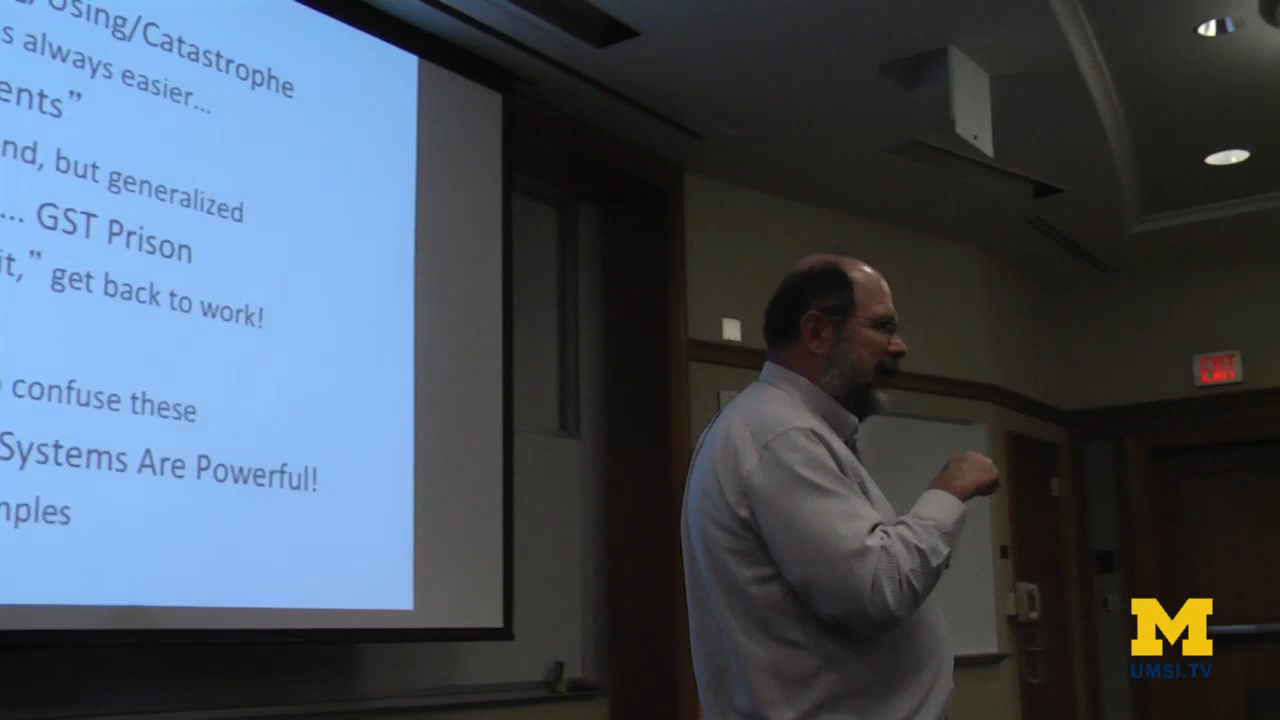 Using/Catastrophe
s always easier...
ents”
nd, but generalized
... GST Prison
it,” get back to work!
confuse these
Systems Are Powerful!
mples
EXIT
M
UMSI.TV